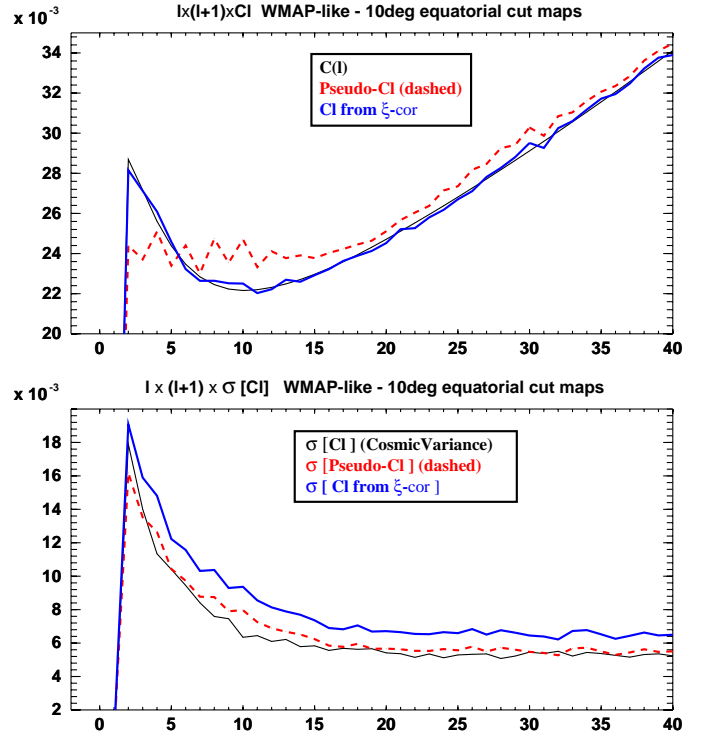 x 10⁻³
l×(l+1)×Cl WMAP-like - 10deg equatorial cut maps
34
32
30
28
26
24
22
20
C(l)
Pseudo-Cl (dashed)
Cl from ξ-cor
0 5 10 15 20 25 30 35 40
x 10⁻³
l x (l+1) x σ [Cl] WMAP-like - 10deg equatorial cut maps
18
16
14
12
10
8
6
4
2
σ [Cl ] (CosmicVariance)
σ [Pseudo-Cl ] (dashed)
σ [ Cl from ξ-cor ]
0 5 10 15 20 25 30 35 40